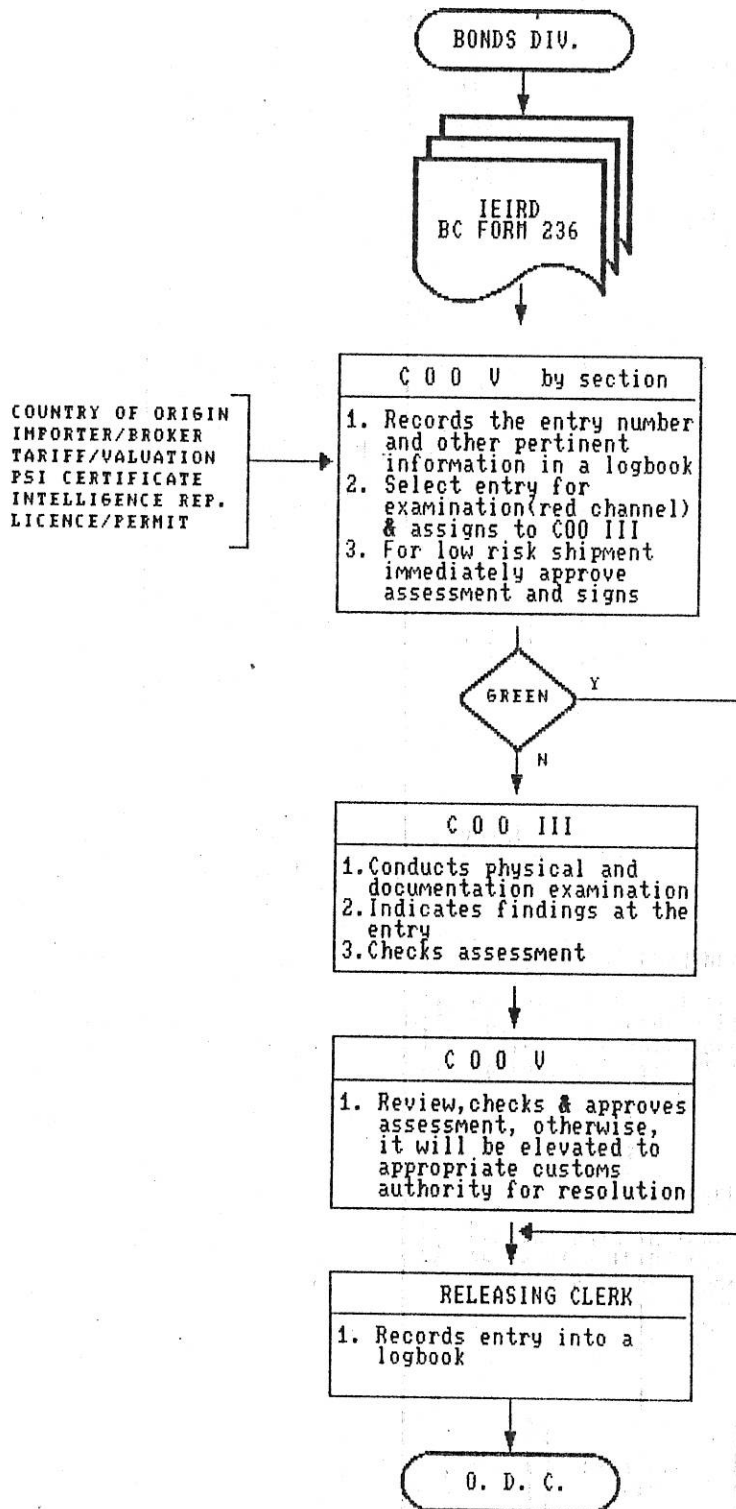 BONDS DIV.
IEIRD
BC FORM 236
COUNTRY OF ORIGIN
IMPORTER/BROKER
TARIFF/VALUATION
PSI CERTIFICATE
INTELLIGENCE REP.
LICENCE/PERMIT
C O O V by section
1. Records the entry number
and other pertinent
information in a logbook
2. Select entry for
examination(red channel)
& assigns to COO III
3. For low risk shipment
immediately approve
assessment and signs
GREEN
Y
N
C O O III
1.Conducts physical and
documentation examination
2.Indicates findings at the
entry
3.Checks assessment
C O O V
1. Review,checks & approves
assessment, otherwise,
it will be elevated to
appropriate customs
authority for resolution
RELEASING CLERK
1. Records entry into a
logbook
O. D. C.